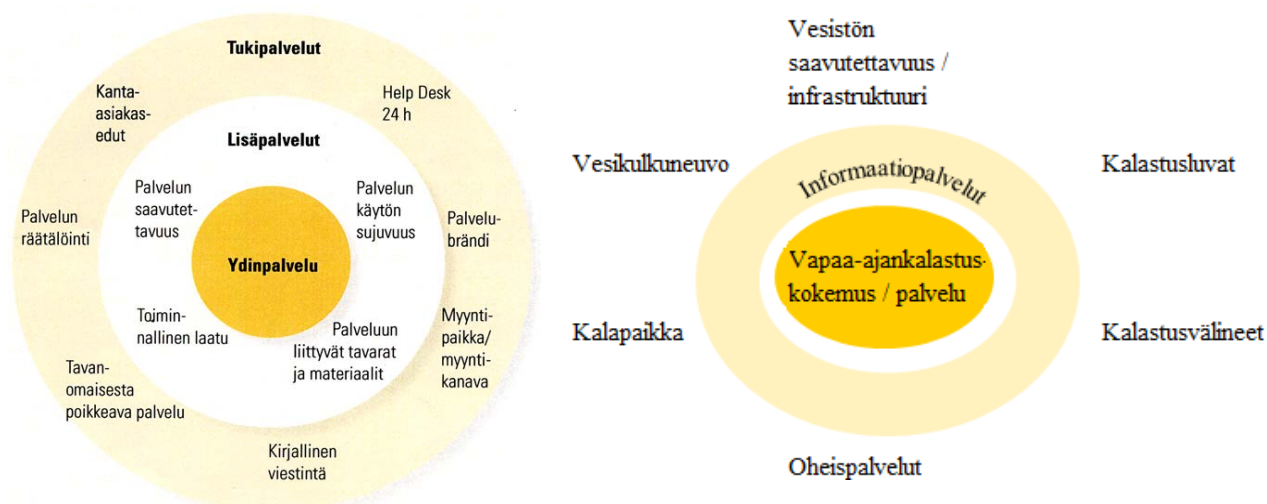 Tukipalvelut
Kanta-
asiakas-
edut
Help Desk
24 h
Lisäpalvelut
Palvelun
saavutet-
tavuus
Palvelun
käytön
sujuvuus
Palvelun
räätälöinti
Palvelu-
brändi
Ydinpalvelu
Toimin-
nallinen laatu
Palveluun
liittyvät tavarat
ja materiaalit
Myynti-
paikka/
myynti-
kanava
Tavan-
omaisesta
poikkeava palvelu
Kirjallinen
viestintä
Vesistön
saavutettavuus /
infrastruktuuri
Vesikulkuneuvo
Informaatiopalvelut
Kalastusluvat
Vapaa-ajankalastus-
kokemus / palvelu
Kalapaikka
Kalastusvälineet
Oheispalvelut